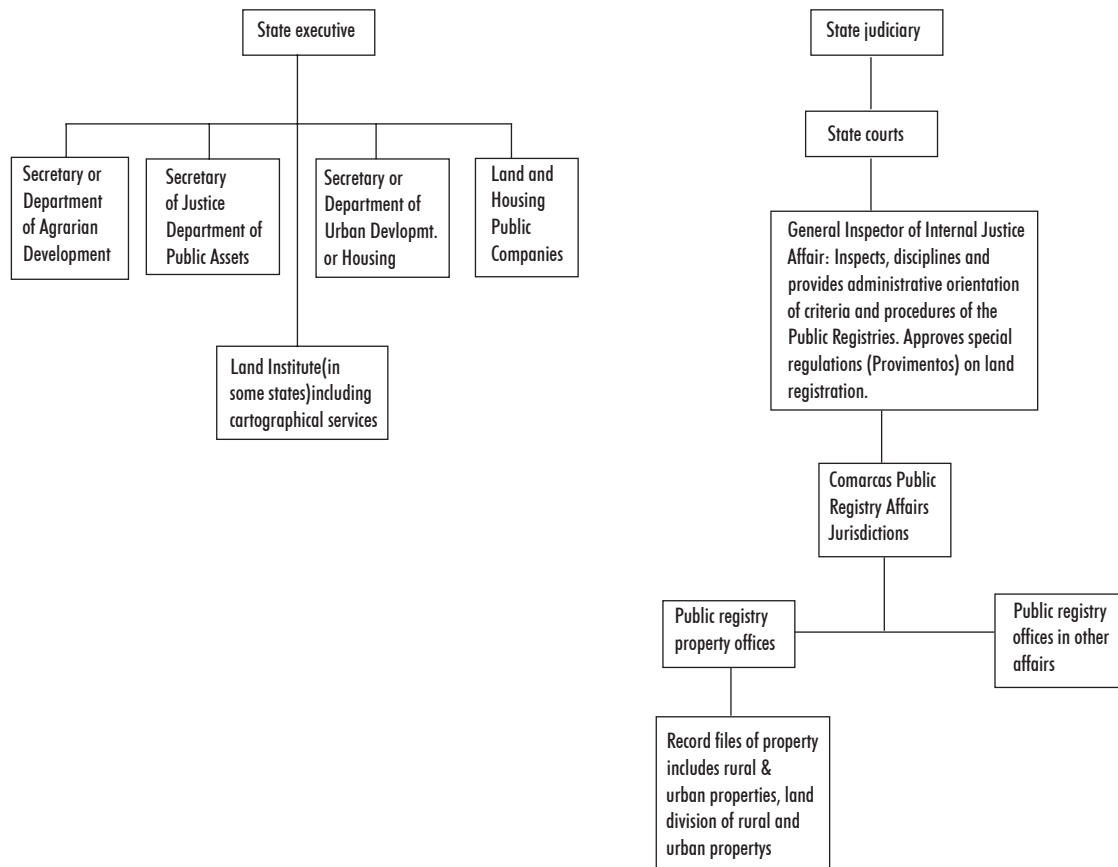 State executive
Secretary or
Department
of Agrarian
Development
Secretary
of Justice
Department of
Public Assets
Secretary or
Department of
Urban Devlopmt.
or Housing
Land and
Housing
Public
Companies
Land Institute(in
some states)including
cartographical services
State judiciary
State courts
General Inspector of Internal Justice
Affair: Inspects, disciplines and
provides administrative orientation
of criteria and procedures of the
Public Registries. Approves special
regulations (Provimentos) on land
registration.
Comarcas Public
Registry Affairs
Jurisdictions
Public registry
property offices
Public registry
offices in other
affairs
Record files of property
includes rural &
urban properties, land
division of rural and
urban propertys